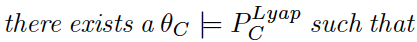 there exists a θ_C ⊨ P_C^{Lyap} such that